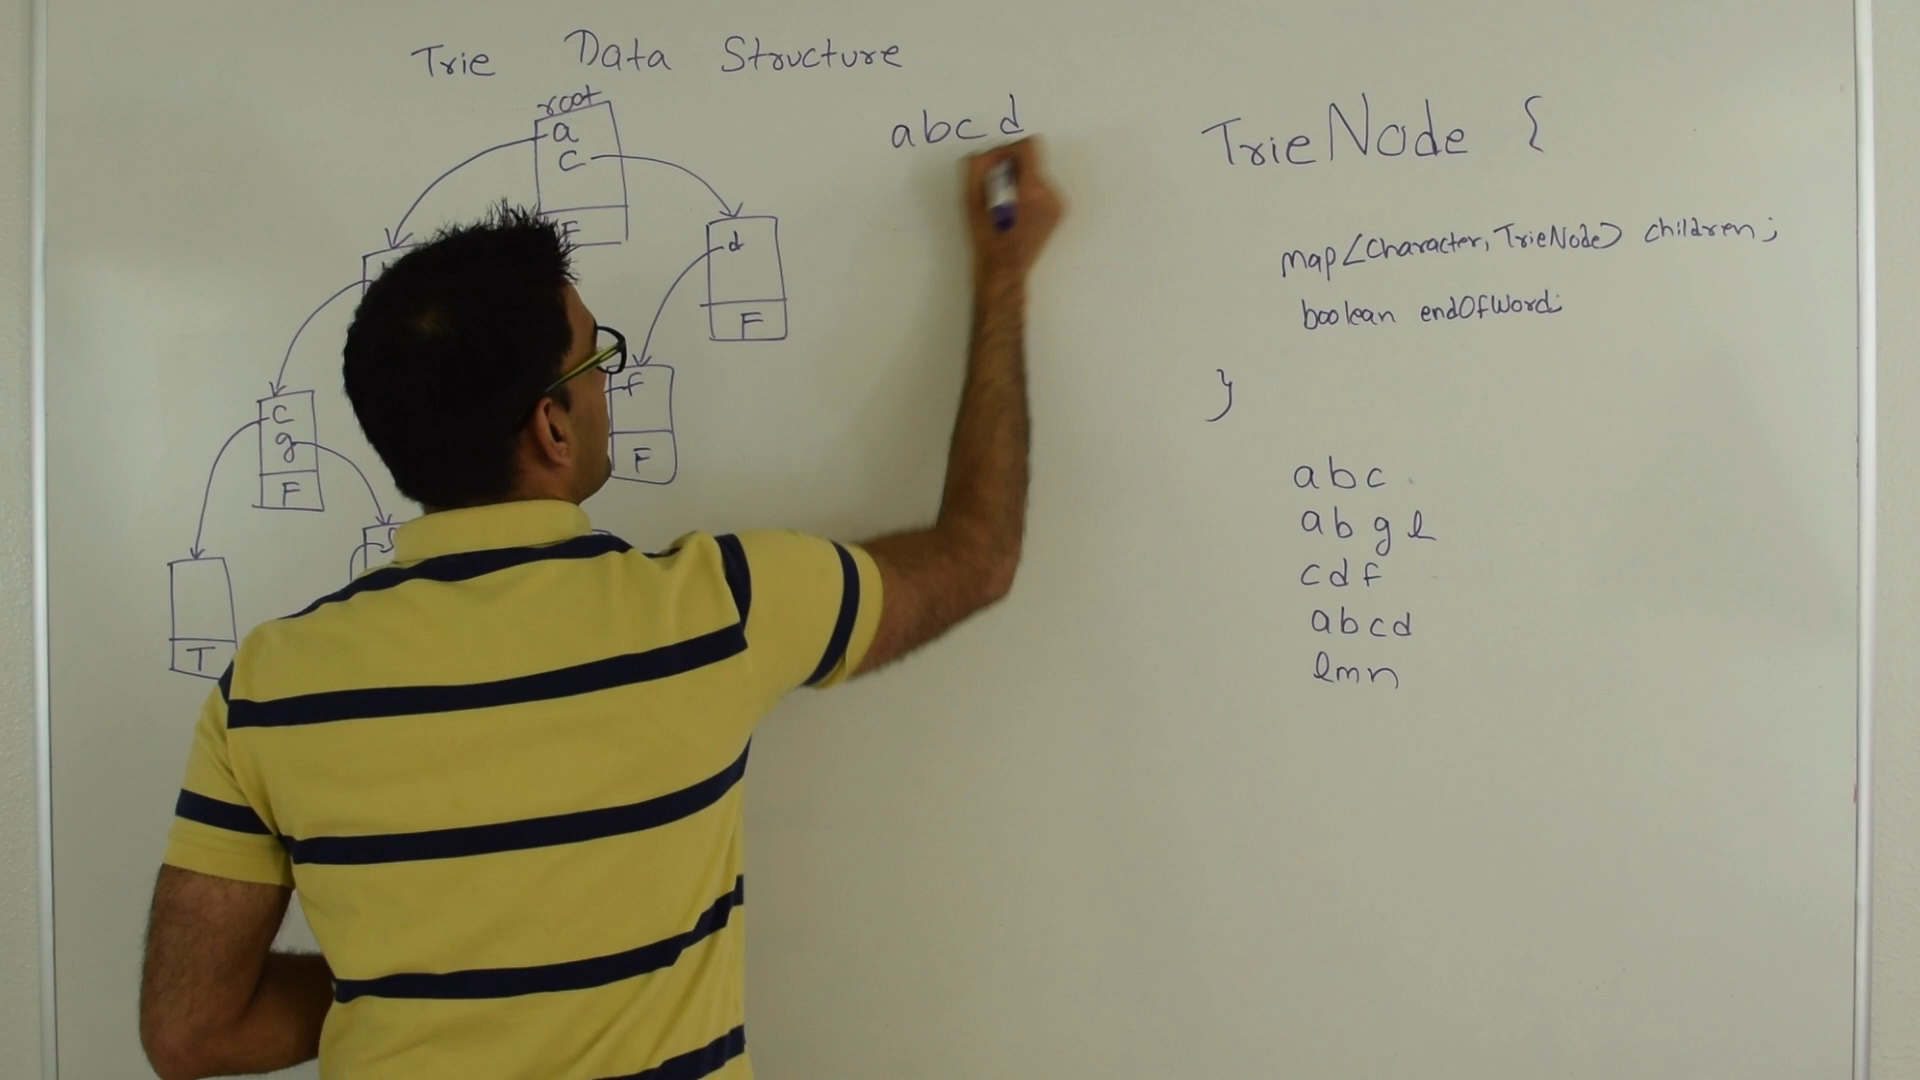 Trie Data Structure
root
a
c
F
d
F
f
F
c
g
F
T
abcd
TrieNode {
map<Character, TrieNode> children;
boolean endOfWord;
}
abc
abgl
cdf
abcd
lmn